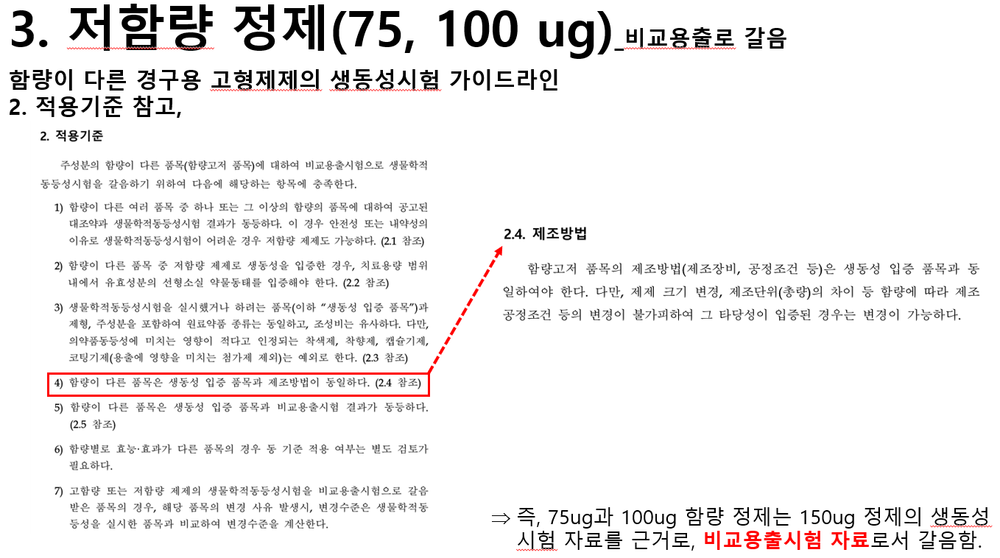 3. 저함량 정제(75, 100 ug)_비교용출로 갈음
함량이 다른 경구용 고형제제의 생동성시험 가이드라인
2. 적용기준 참고,
2. 적용기준
주성분의 함량이 다른 품목(함량고저 품목)에 대하여 비교용출시험으로 생물학적
동등성시험을 갈음하기 위하여 다음에 해당하는 항목에 충족한다.
1) 함량이 다른 여러 품목 중 하나 또는 그 이상의 함량의 품목에 대하여 공고된
대조약과 생물학적동등성시험 결과가 동등하다. 이 경우 안전성 또는 내약성의
이유로 생물학적동등성시험이 어려운 경우 저함량 제제도 가능하다. (2.1 참조)
2) 함량이 다른 품목 중 저함량 제제로 생동성을 입증한 경우, 치료용량 범위
내에서 유효성분의 선형소실 약물동태를 입증해야 한다. (2.2 참조)
3) 생물학적동등성시험을 실시했거나 하려는 품목(이하 “생동성 입증 품목”)과
제형, 주성분을 포함하여 원료약품 종류는 동일하고, 조성비는 유사하다. 다만,
의약품동등성에 미치는 영향이 적다고 인정되는 착색제, 착향제, 캡슐기제,
코팅기제(용출에 영향을 미치는 첨가제 제외)는 예외로 한다. (2.3 참조)
4) 함량이 다른 품목은 생동성 입증 품목과 제조방법이 동일하다. (2.4 참조)
5) 함량이 다른 품목은 생동성 입증 품목과 비교용출시험 결과가 동등하다.
(2.5 참조)
6) 함량별로 효능·효과가 다른 품목의 경우 동 기준 적용 여부는 별도 검토가
필요하다.
7) 고함량 또는 저함량 제제의 생물학적동등성시험을 비교용출시험으로 갈음
받은 품목의 경우, 해당 품목의 변경 사유 발생시, 변경수준은 생물학적동
등성을 실시한 품목과 비교하여 변경수준을 계산한다.
2.4. 제조방법
함량고저 품목의 제조방법(제조장비, 공정조건 등)은 생동성 입증 품목과 동
일하여야 한다. 다만, 제제 크기 변경, 제조단위(총량)의 차이 등 함량에 따라 제조
공정조건 등의 변경이 불가피하여 그 타당성이 입증된 경우는 변경이 가능하다.
⇒ 즉, 75ug과 100ug 함량 정제는 150ug 정제의 생동성
시험 자료를 근거로, 비교용출시험 자료로서 갈음함.